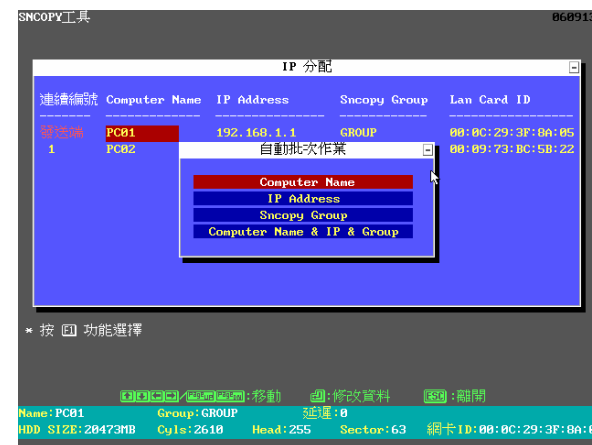 SNCOPY工具 060913
IP 分配
連續編號 Computer Name IP Address Sncopy Group Lan Card ID
發送端 PC01 192.168.1.1 GROUP 00:0C:29:3F:8A:05
1 PC02 00:09:73:BC:5B:22
自動批次作業
Computer Name
IP Address
Sncopy Group
Computer Name & IP & Group
* 按 F1 功能選擇
:移動 :修改資料 ESC :離開
Name:PC01 Group:GROUP 延遲:0
HDD SIZE:20473MB Cyls:2610 Head:255 Sector:63 網卡ID:00:0C:29:3F:8A: